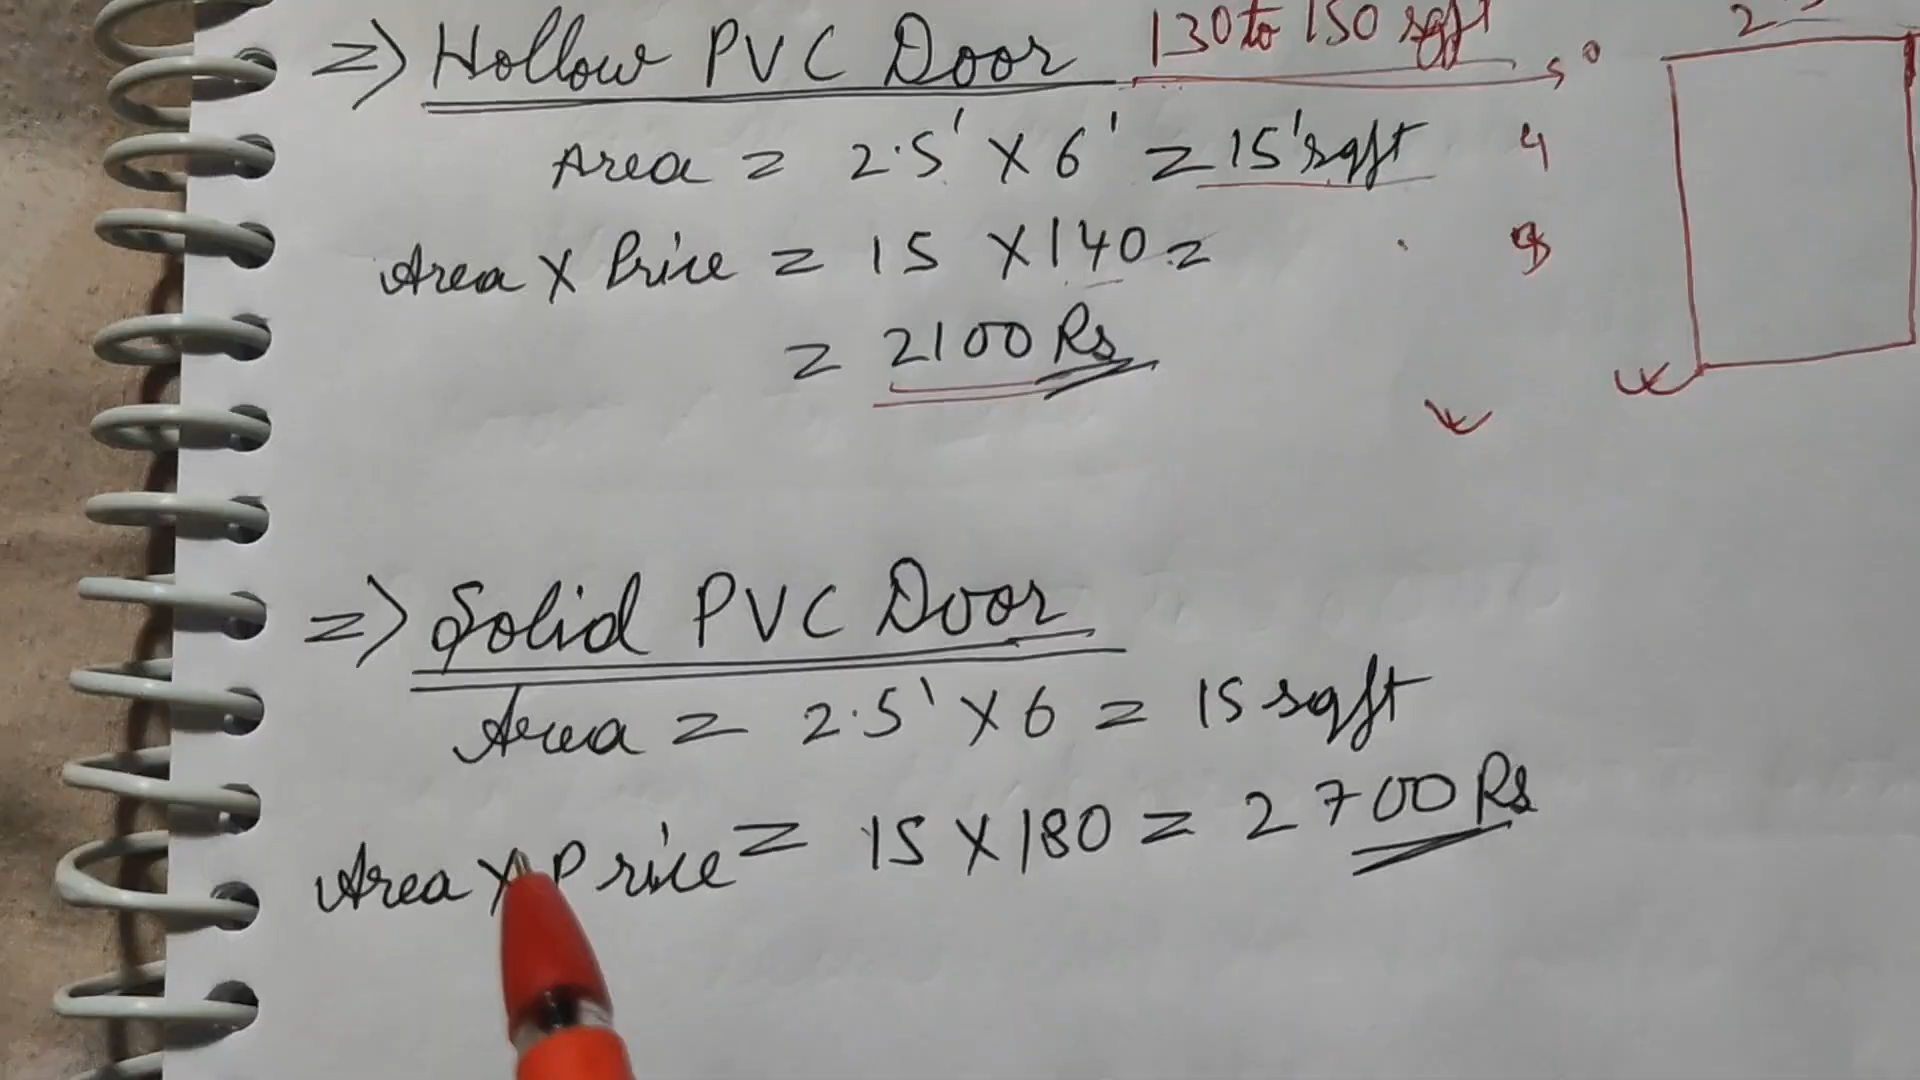 => Hollow PVC Door 130 to 150 sqft
Area = 2.5' X 6' = 15' sqft
Area X Price = 15 X 140 =
= 2100 Rs
=> Solid PVC Door
Area = 2.5' X 6 = 15 sqft
Area X Price = 15 X 180 = 2700 Rs